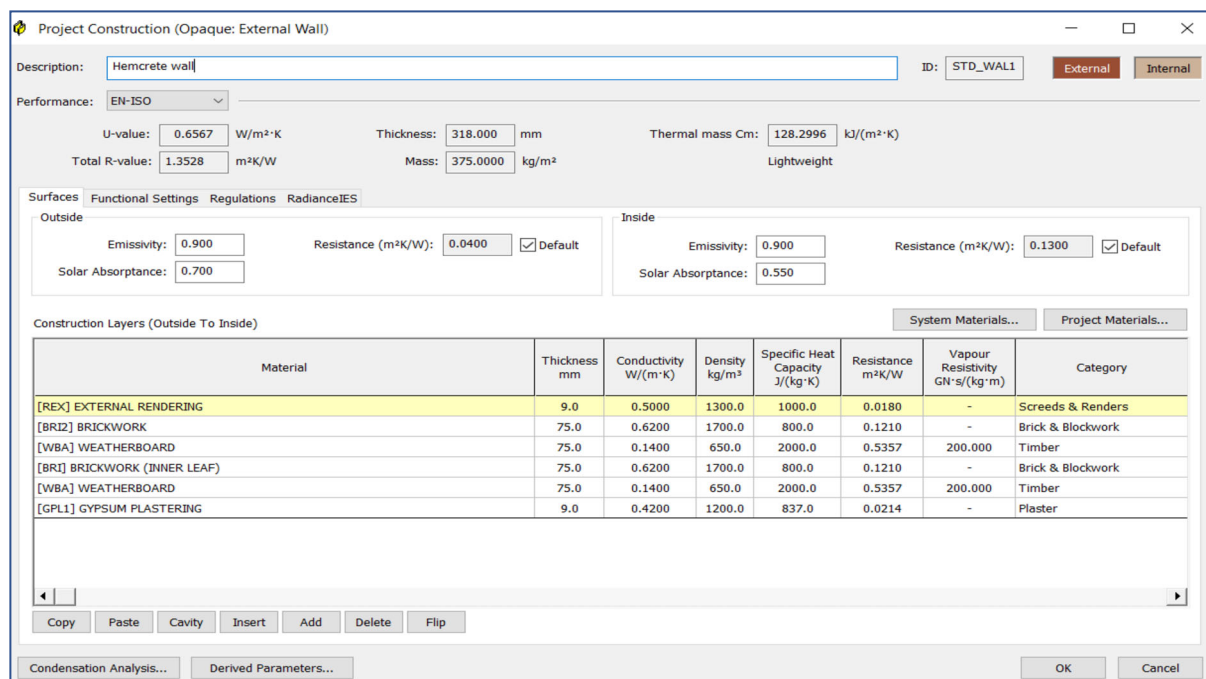 Project Construction (Opaque: External Wall)
Description: Hemcrete wall ID: STD_WAL1 External Internal
Performance: EN-ISO
U-value: 0.6567 W/m²·K Thickness: 318.000 mm Thermal mass Cm: 128.2996 kJ/(m²·K)
Total R-value: 1.3528 m²K/W Mass: 375.0000 kg/m² Lightweight
Surfaces Functional Settings Regulations RadianceIES
Outside Inside
Emissivity: 0.900 Resistance (m²K/W): 0.0400 Default Emissivity: 0.900 Resistance (m²K/W): 0.1300 Default
Solar Absorptance: 0.700 Solar Absorptance: 0.550
Construction Layers (Outside To Inside) System Materials... Project Materials...
Material Thickness mm Conductivity W/(m·K) Density kg/m³ Specific Heat Capacity J/(kg·K) Resistance m²K/W Vapour Resistivity GN·s/(kg·m) Category
[REX] EXTERNAL RENDERING 9.0 0.5000 1300.0 1000.0 0.0180 - Screeds & Renders
[BRI2] BRICKWORK 75.0 0.6200 1700.0 800.0 0.1210 - Brick & Blockwork
[WBA] WEATHERBOARD 75.0 0.1400 650.0 2000.0 0.5357 200.000 Timber
[BRI] BRICKWORK (INNER LEAF) 75.0 0.6200 1700.0 800.0 0.1210 - Brick & Blockwork
[WBA] WEATHERBOARD 75.0 0.1400 650.0 2000.0 0.5357 200.000 Timber
[GPL1] GYPSUM PLASTERING 9.0 0.4200 1200.0 837.0 0.0214 - Plaster
Copy Paste Cavity Insert Add Delete Flip
Condensation Analysis... Derived Parameters... OK Cancel